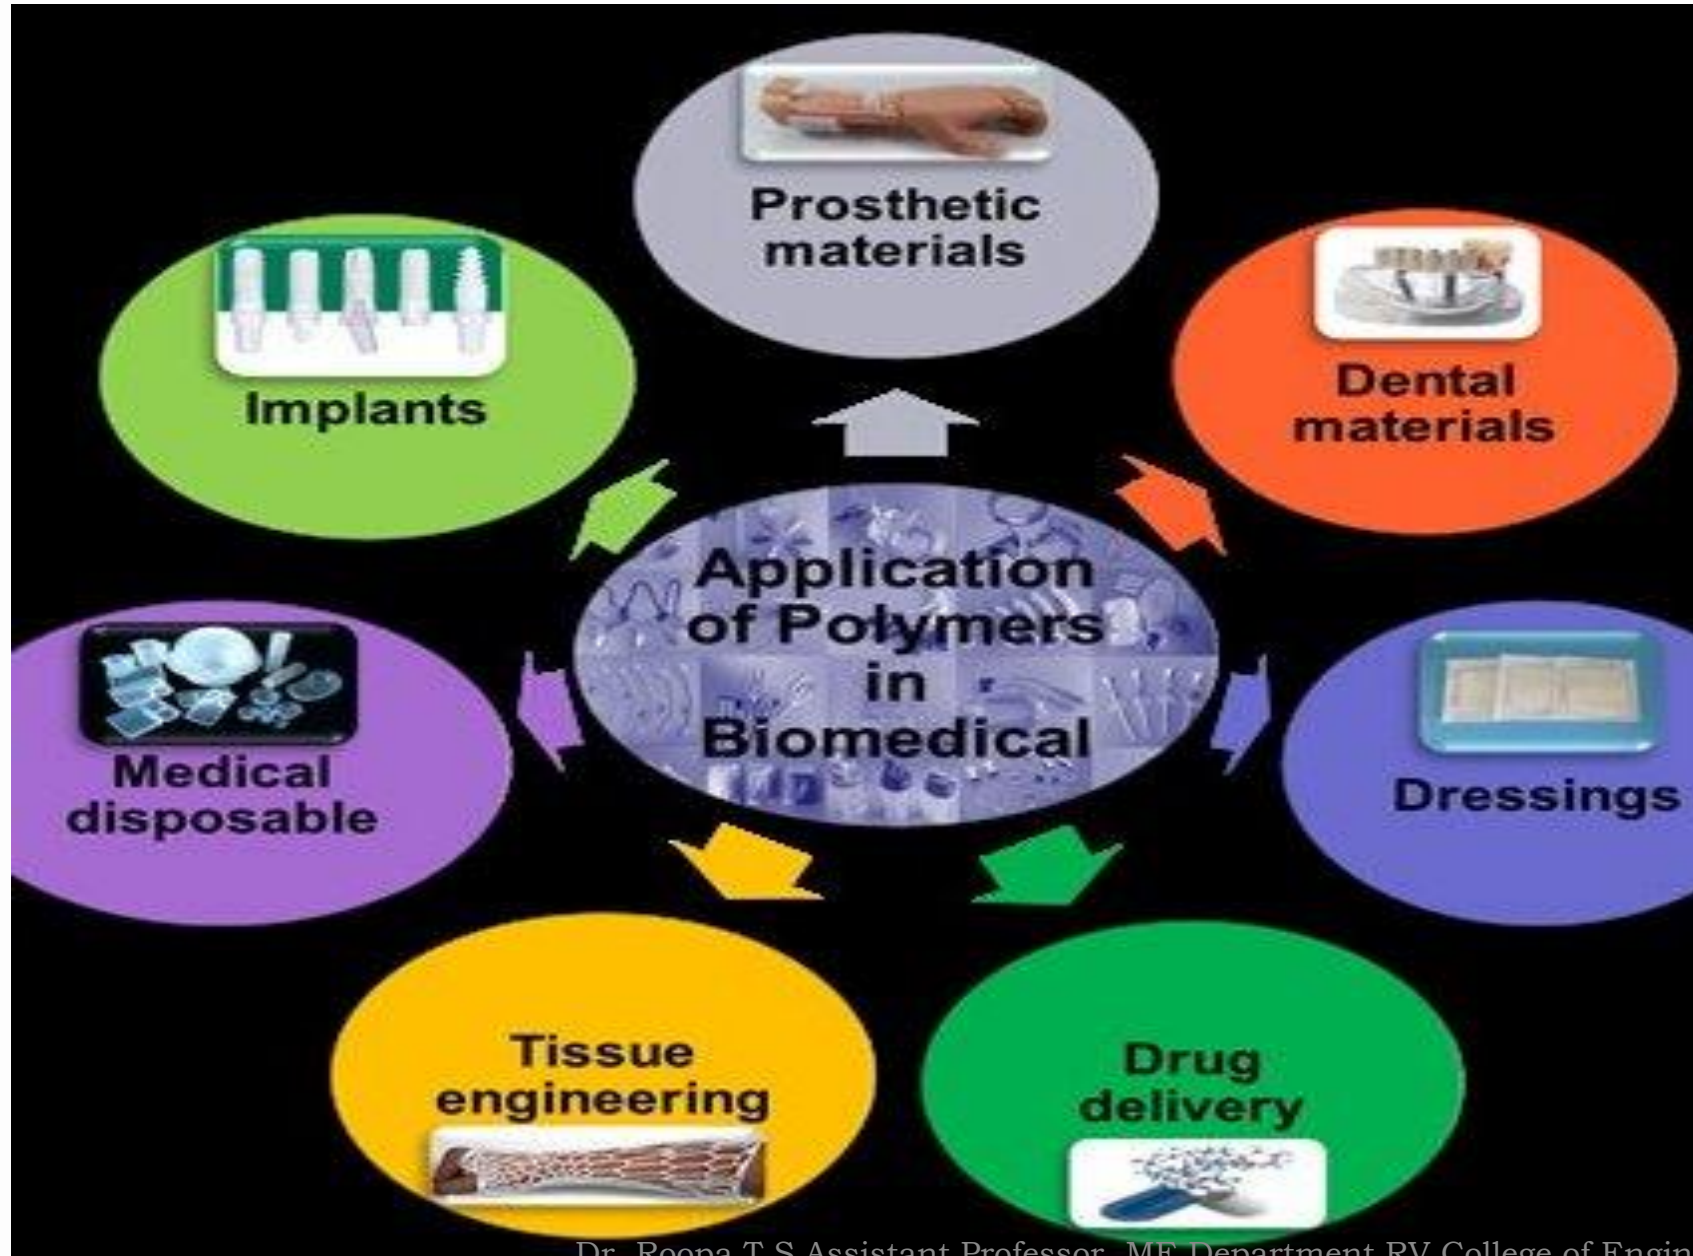 Prosthetic
materials
Implants
Dental
materials
Application
of Polymers
in
Biomedical
Medical
disposable
Dressings
Tissue
engineering
Drug
delivery
Dr. Roopa T S Assistant Professor, ME Department RV College of Engin